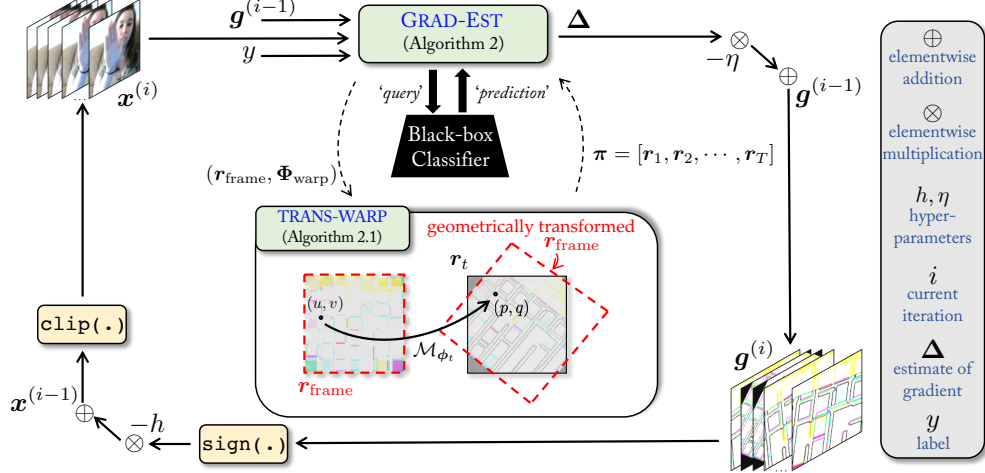 g^(i−1)
y
x^(i)
...
GRAD-EST
(Algorithm 2)
Δ
−η
g^(i−1)
'query'
'prediction'
Black-box
Classifier
(r_frame, Φ_warp)
π = [r_1, r_2, ⋯, r_T]
TRANS-WARP
(Algorithm 2.1)
geometrically transformed
r_frame
r_t
(u, v)
(p, q)
M_ϕ_t
r_frame
clip(.)
x^(i−1)
−h
sign(.)
g^(i)
...
⊕
elementwise
addition
⊗
elementwise
multiplication
h, η
hyper-
parameters
i
current
iteration
Δ
estimate of
gradient
y
label